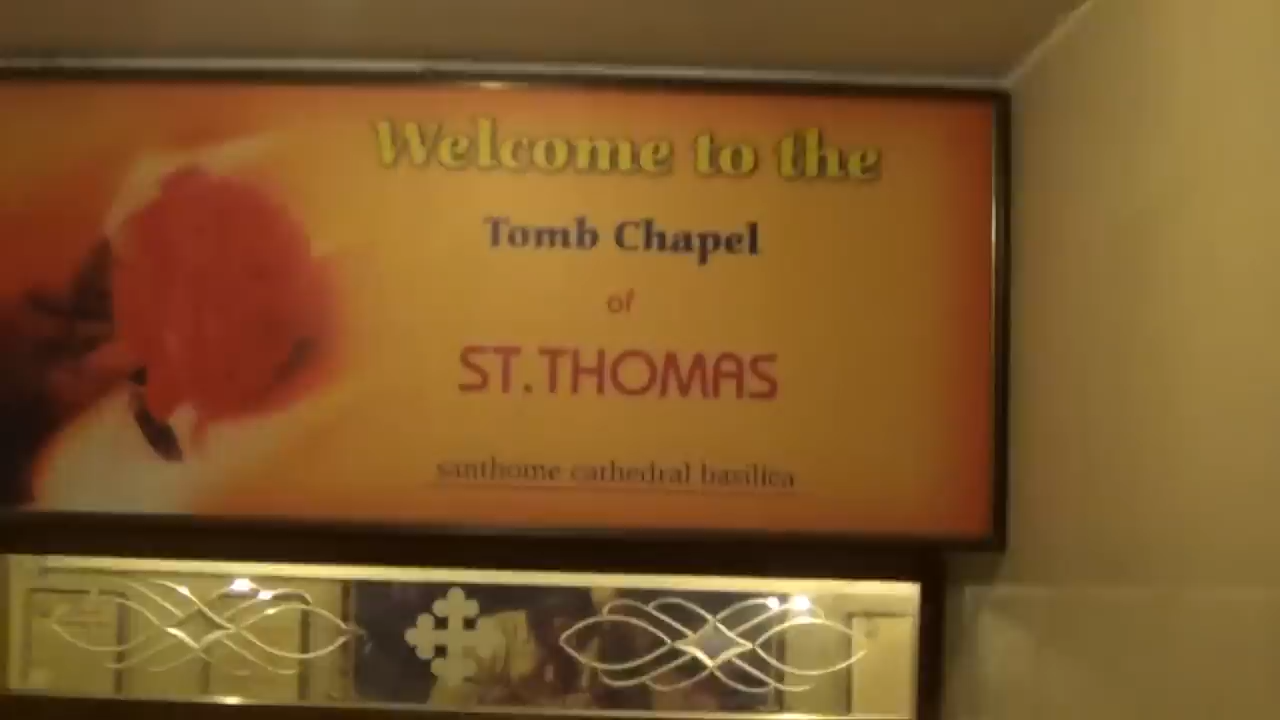 Welcome to the
Tomb Chapel
of
ST.THOMAS
santhome cathedral basilica